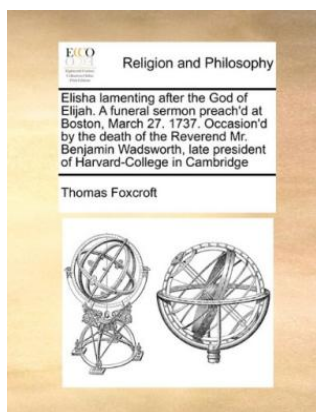 ECCO
Religion and Philosophy
Elisha lamenting after the God of
Elijah. A funeral sermon preach'd at
Boston, March 27. 1737. Occasion'd
by the death of the Reverend Mr.
Benjamin Wadsworth, late president
of Harvard-College in Cambridge
Thomas Foxcroft